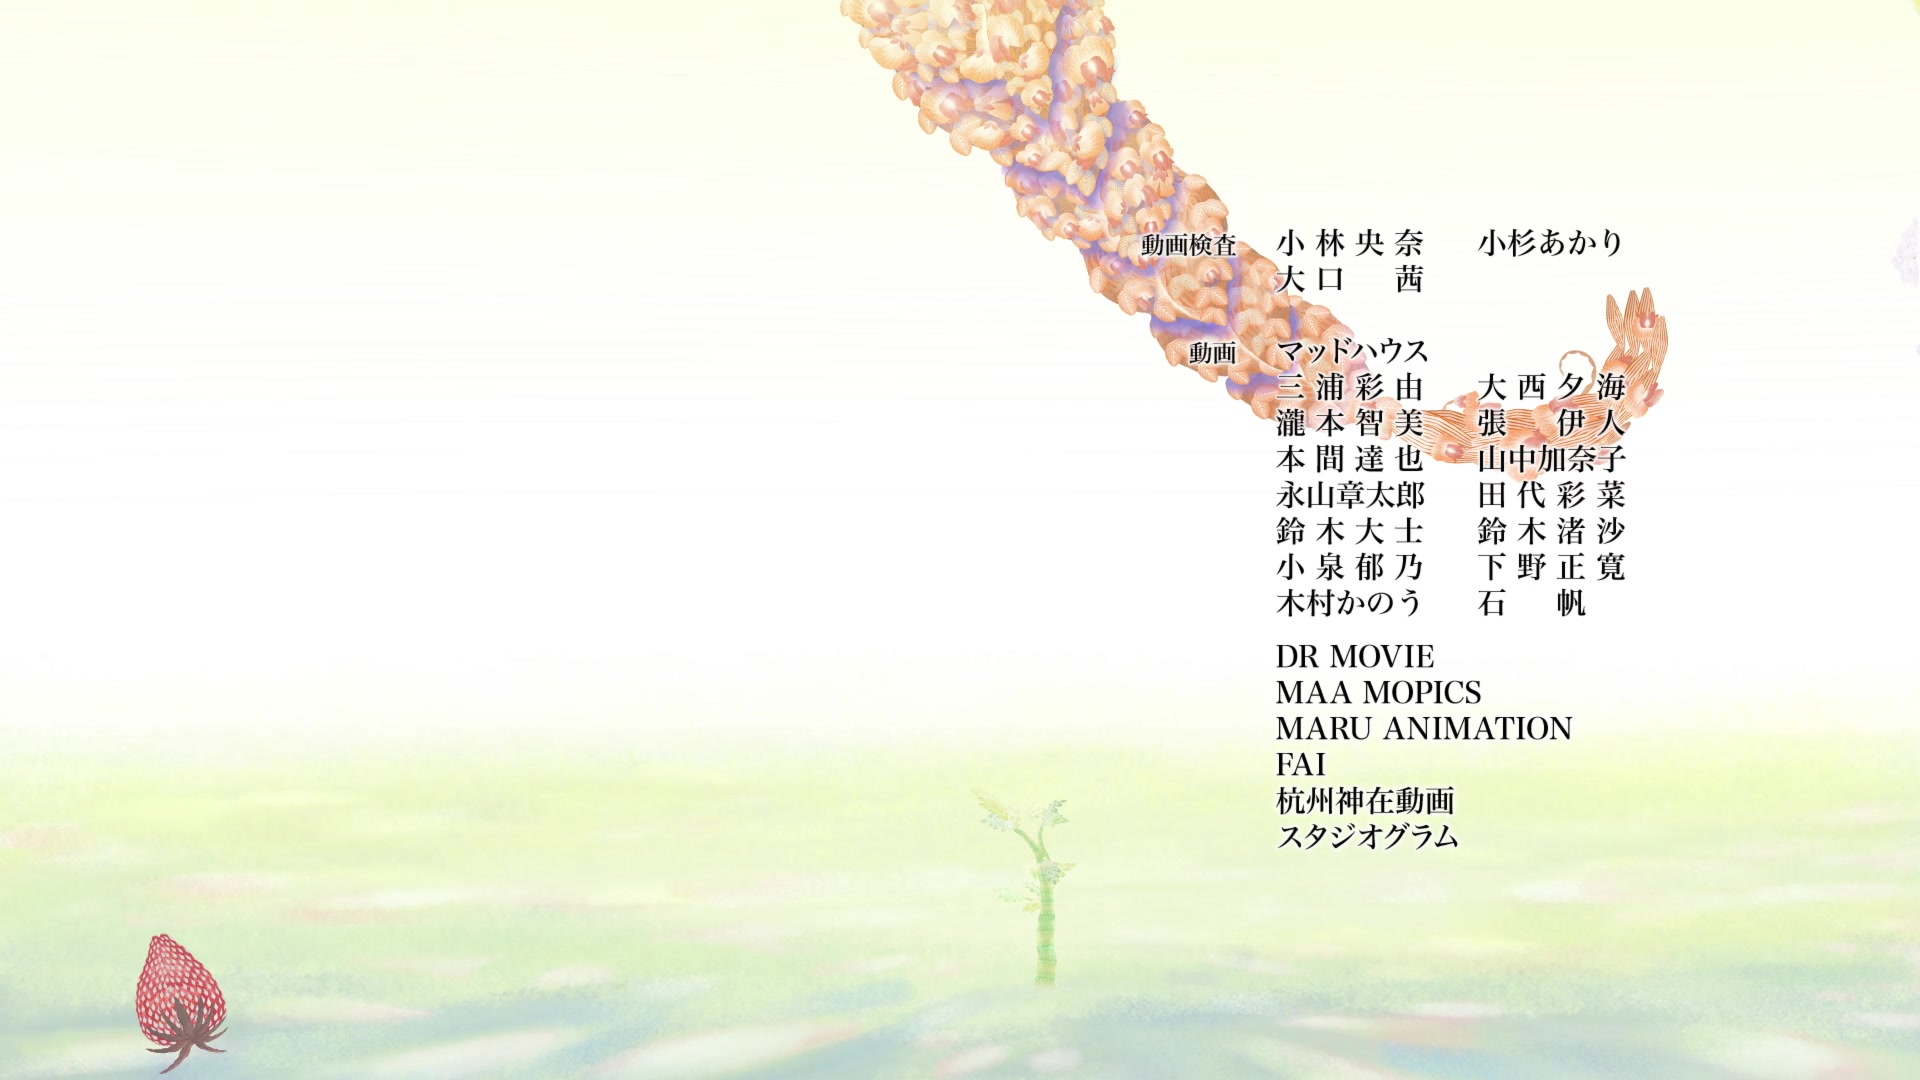 動画検査 小林央奈 小杉あかり
大口茜
動画 マッドハウス
三浦彩由 大西夕海
瀧本智美 張伊人
本間達也 山中加奈子
永山章太郎 田代彩菜
鈴木大士 鈴木渚沙
小泉郁乃 下野正寛
木村かのう 石帆
DR MOVIE
MAA MOPICS
MARU ANIMATION
FAI
杭州神在動画
スタジオグラム